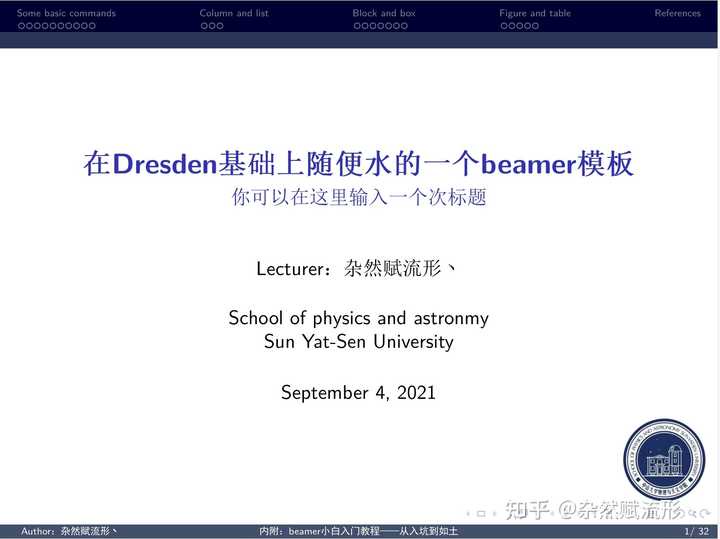 Some basic commands Column and list Block and box Figure and table References
在Dresden基础上随便水的一个beamer模板
你可以在这里输入一个次标题
Lecturer：杂然赋流形丶
School of physics and astronmy
Sun Yat-Sen University
September 4, 2021
知乎 @杂然赋流形丶
Author：杂然赋流形丶 内附：beamer小白入门教程——从入坑到如土 1/ 32